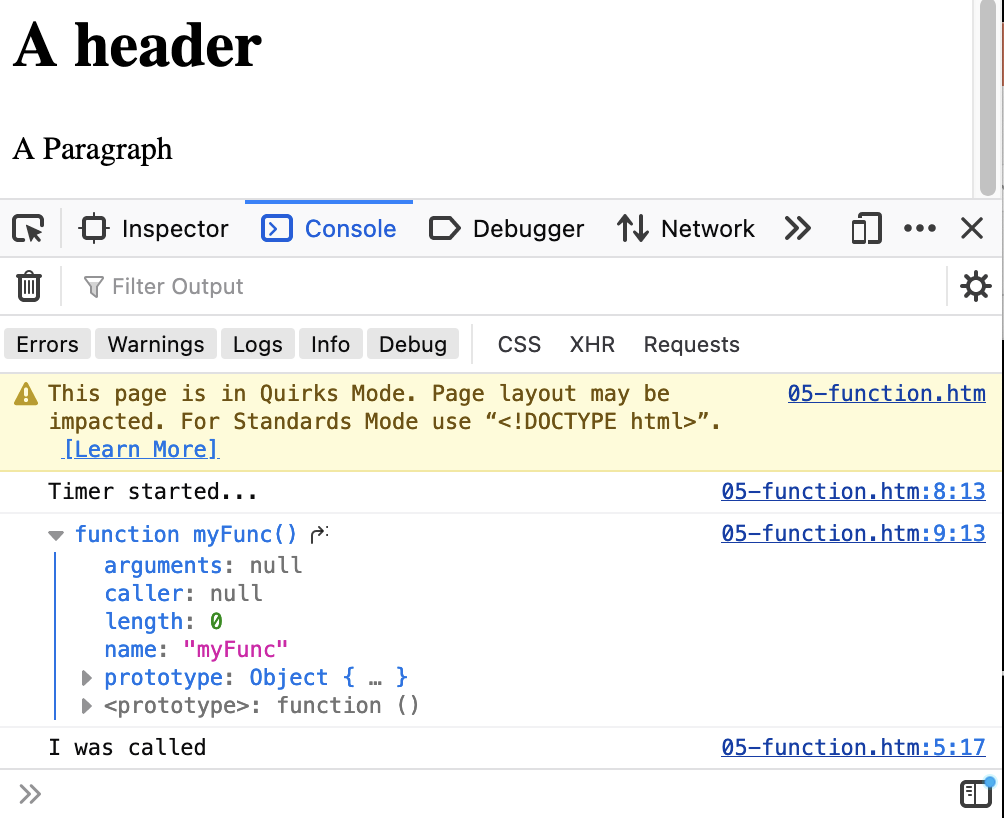 A header
A Paragraph
Inspector Console Debugger Network
Filter Output
Errors Warnings Logs Info Debug CSS XHR Requests
This page is in Quirks Mode. Page layout may be 05-function.htm
impacted. For Standards Mode use “<!DOCTYPE html>”.
[Learn More]
Timer started... 05-function.htm:8:13
function myFunc() 05-function.htm:9:13
arguments: null
caller: null
length: 0
name: "myFunc"
prototype: Object { … }
<prototype>: function ()
I was called 05-function.htm:5:17